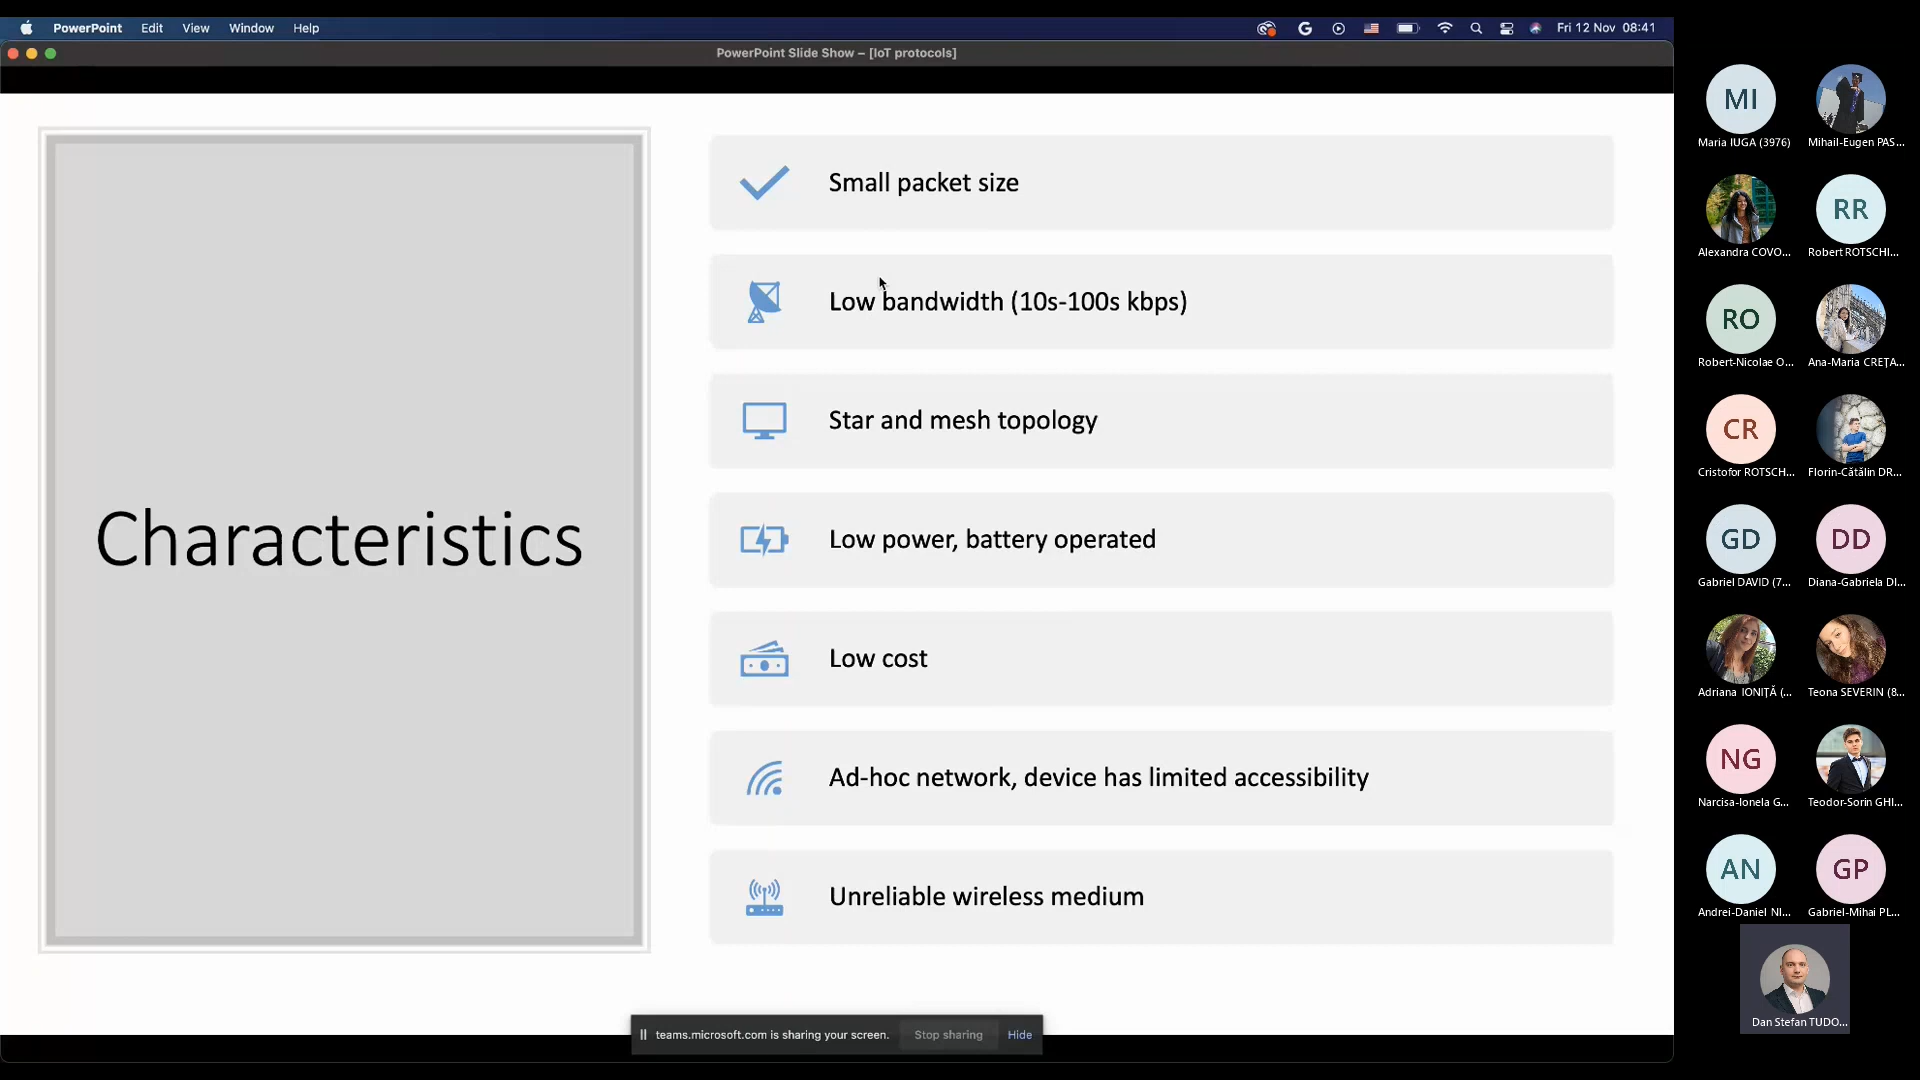 PowerPoint Edit View Window Help
Fri 12 Nov 08:41
PowerPoint Slide Show – [IoT protocols]
Characteristics
Small packet size
Low bandwidth (10s-100s kbps)
Star and mesh topology
Low power, battery operated
Low cost
Ad-hoc network, device has limited accessibility
Unreliable wireless medium
teams.microsoft.com is sharing your screen. Stop sharing Hide
MI
Maria IUGA (3976) Mihail-Eugen PAS...
RR
Alexandra COVO... Robert ROTSCHI...
RO
Robert-Nicolae O... Ana-Maria CREȚA...
CR
Cristofor ROTSCH... Florin-Cătălin DR...
GD DD
Gabriel DAVID (7... Diana-Gabriela DI...
Adriana IONIȚĂ (... Teona SEVERIN (8...
NG
Narcisa-Ionela G... Teodor-Sorin GHI...
AN GP
Andrei-Daniel NI... Gabriel-Mihai PL...
Dan Stefan TUDO...